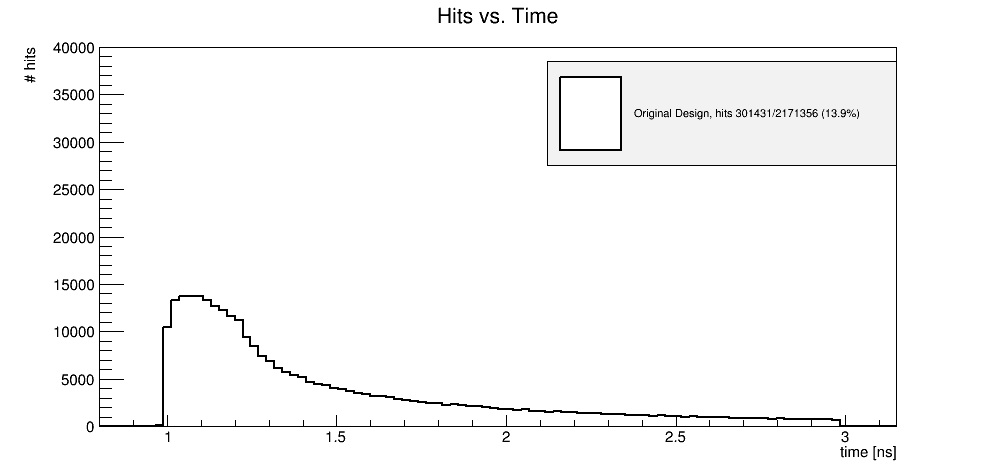 Hits vs. Time
# hits
40000
35000
30000
25000
20000
15000
10000
5000
0
Original Design, hits 301431/2171356 (13.9%)
1 1.5 2 2.5 3
time [ns]